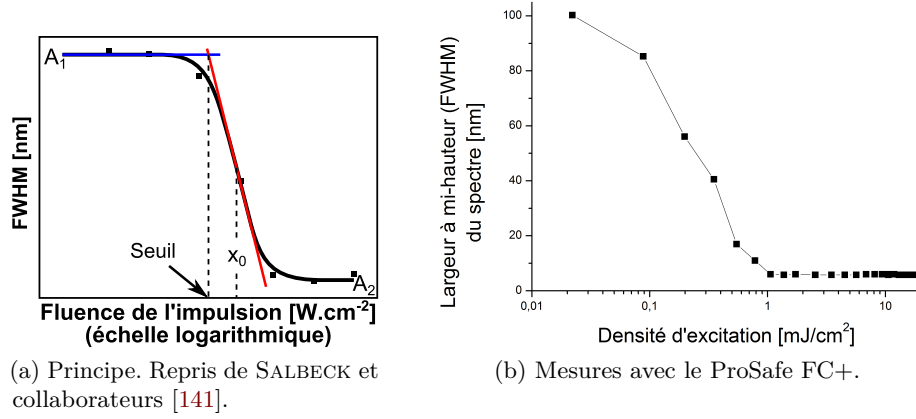 A1
FWHM [nm]
Seuil
x0
A2
Fluence de l'impulsion [W.cm-2]
(échelle logarithmique)
(a) Principe. Repris de SALBECK et
collaborateurs [141].
Largeur à mi-hauteur (FWHM)
du spectre [nm]
100
80
60
40
20
0
0,01
0,1
1
10
Densité d'excitation [mJ/cm2]
(b) Mesures avec le ProSafe FC+.